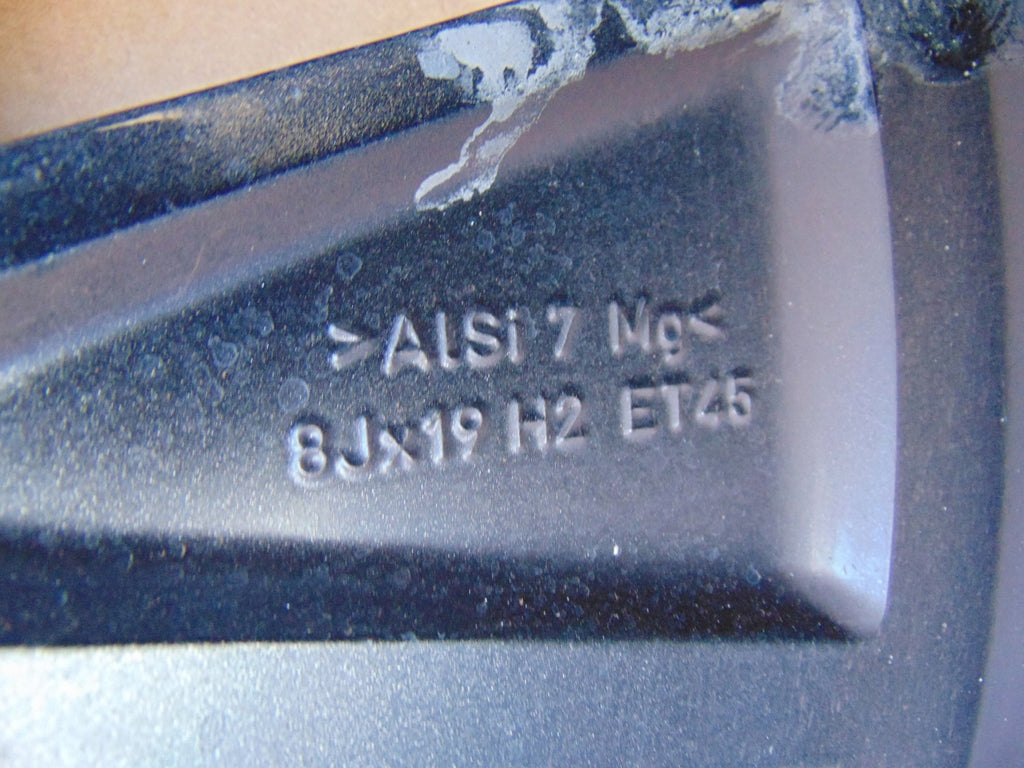 >AlSi 7 Mg<
8Jx19 H2 ET45